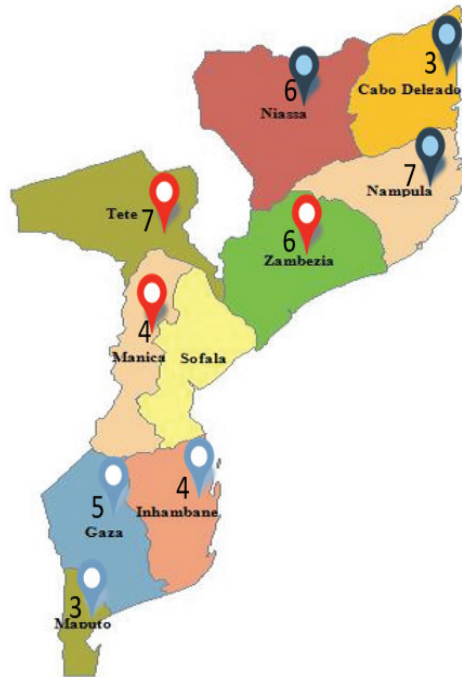 3
Cabo Delgado
6
Niassa
7
Nampula
Tete 7
6
Zambezia
4
Manica
Sofala
5
Gaza
4
Inhambane
3
Maputo